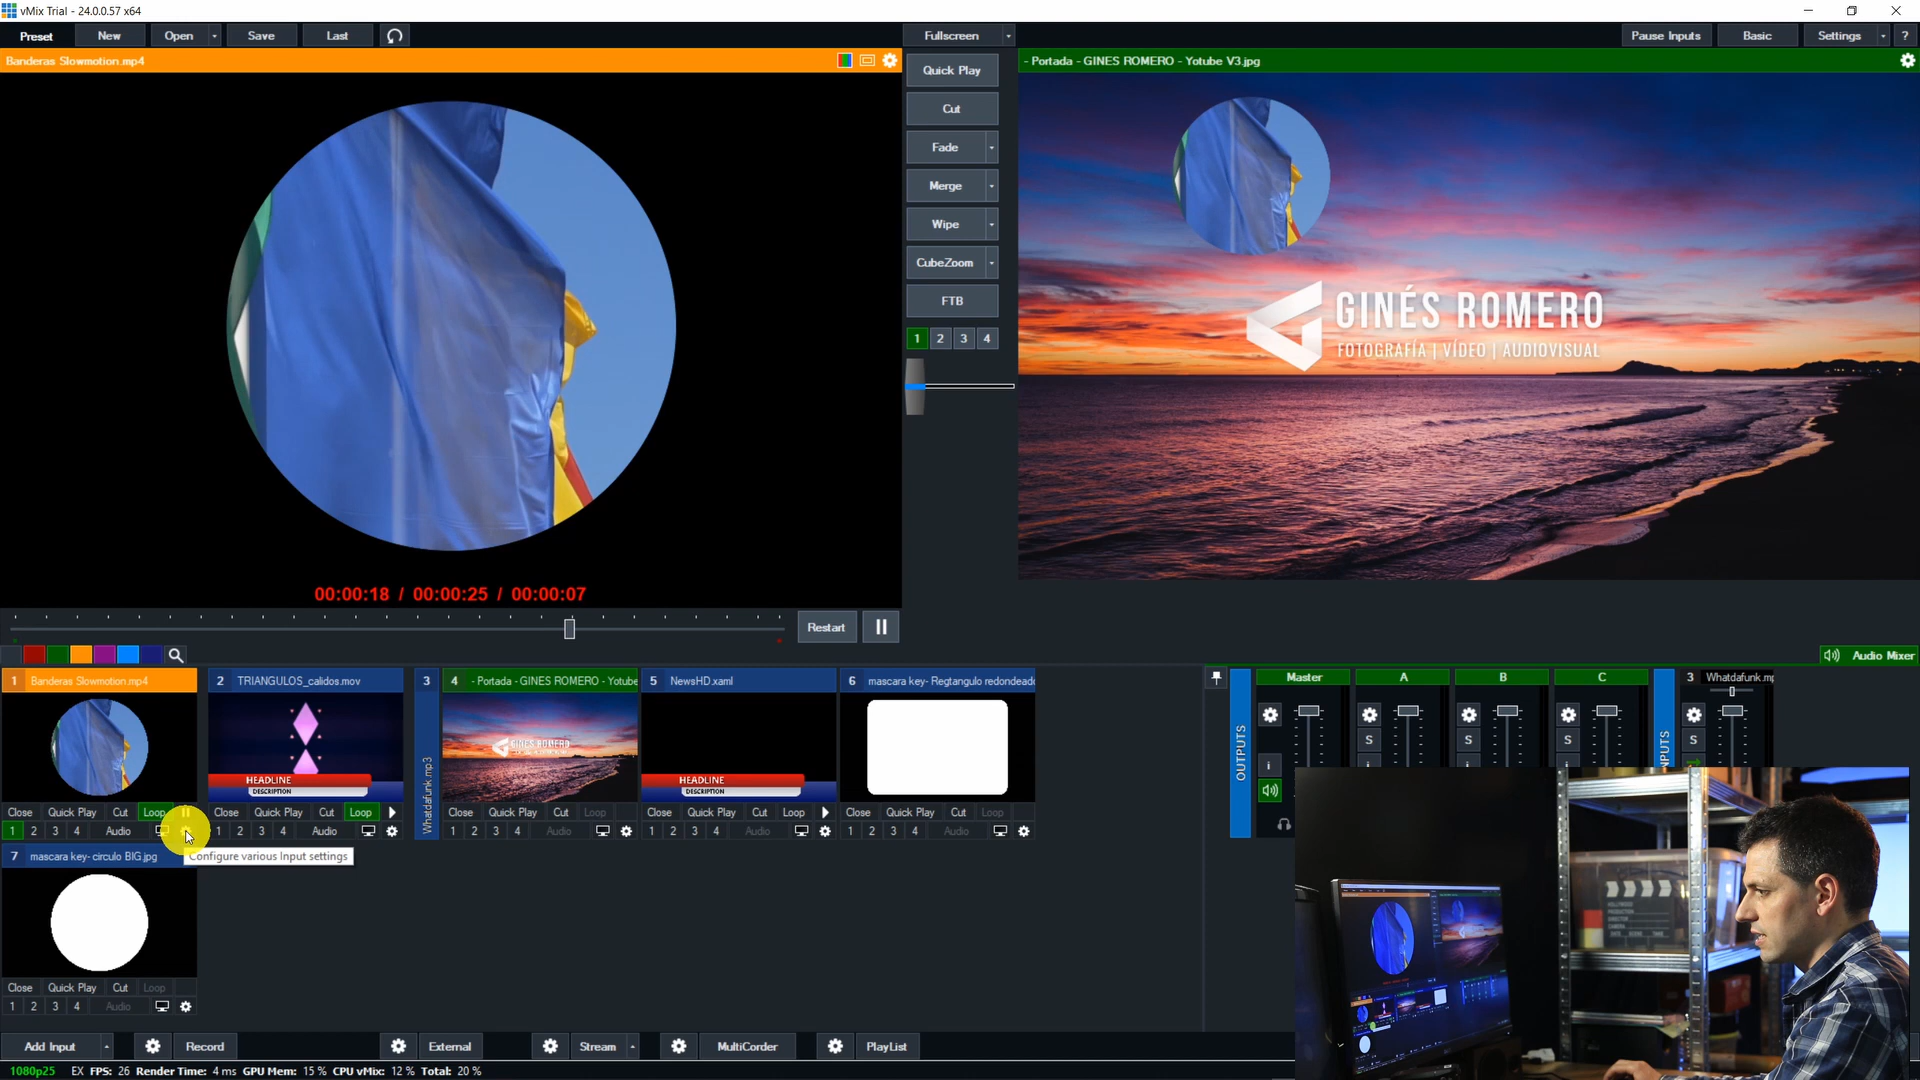 vMix Trial - 24.0.0.57 x64
Preset New Open Save Last Fullscreen Pause Inputs Basic Settings ?
Banderas Slowmotion.mp4
- Portada - GINES ROMERO - Yotube V3.jpg
Quick Play
Cut
Fade
Merge
Wipe
CubeZoom
FTB
1 2 3 4
GINÉS ROMERO
FOTOGRAFÍA | VÍDEO | AUDIOVISUAL
00:00:18 / 00:00:25 / 00:00:07
Restart
Audio Mixer
1 Banderas Slowmotion.mp4
2 TRIANGULOS_calidos.mov
3
4 - Portada - GINES ROMERO - Yotube
5 NewsHD.xaml
6 mascara key- Regtangulo redondeado
Master A B C
3 Whatdafunk.mp
OUTPUTS
INPUTS
S S S S
GINÉS ROMERO
HEADLINE
DESCRIPTION
HEADLINE
DESCRIPTION
Whatdafunk.mp3
Close Quick Play Cut Loop
1 2 3 4 Audio
Close Quick Play Cut Loop
1 2 3 4 Audio
Close Quick Play Cut Loop
1 2 3 4 Audio
Close Quick Play Cut Loop
1 2 3 4 Audio
Close Quick Play Cut Loop
1 2 3 4 Audio
7 mascara key- circulo BIG.jpg
Configure various Input settings
Close Quick Play Cut Loop
1 2 3 4 Audio
Add Input Record External Stream MultiCorder PlayList
1080p25 EX FPS: 26 Render Time: 4 ms GPU Mem: 15 % CPU vMix: 12 % Total: 20 %